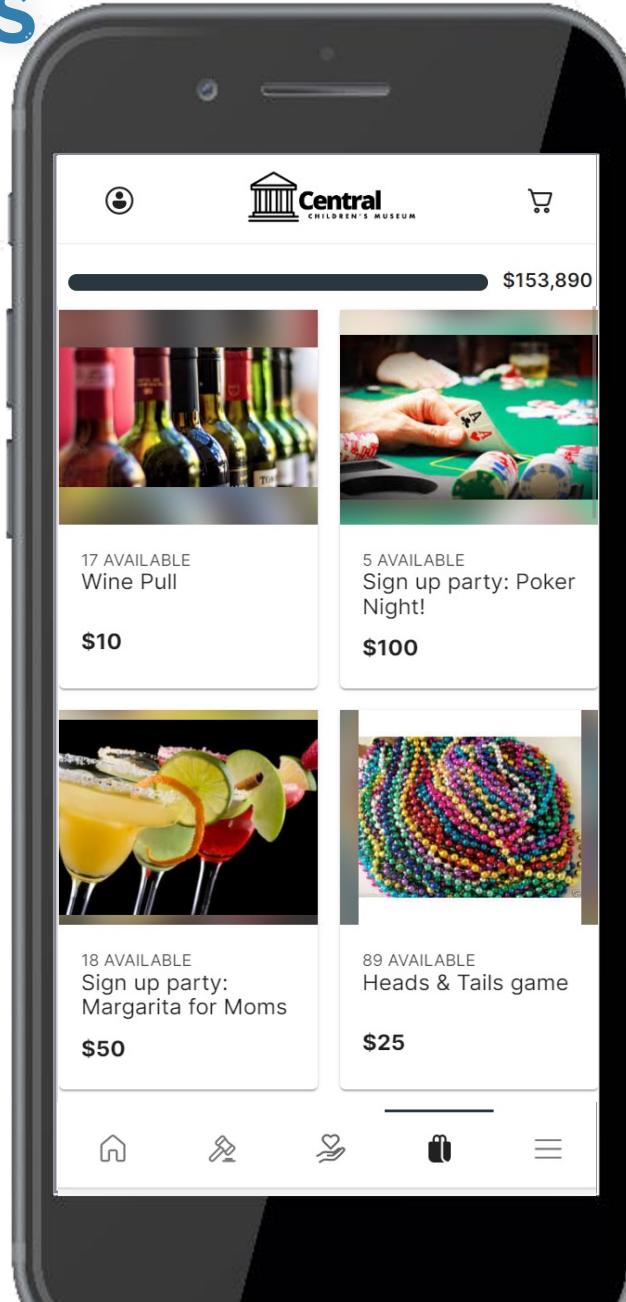 S
Central
CHILDREN'S MUSEUM
$153,890
17 AVAILABLE
Wine Pull
$10
5 AVAILABLE
Sign up party: Poker
Night!
$100
18 AVAILABLE
Sign up party:
Margarita for Moms
$50
89 AVAILABLE
Heads & Tails game
$25